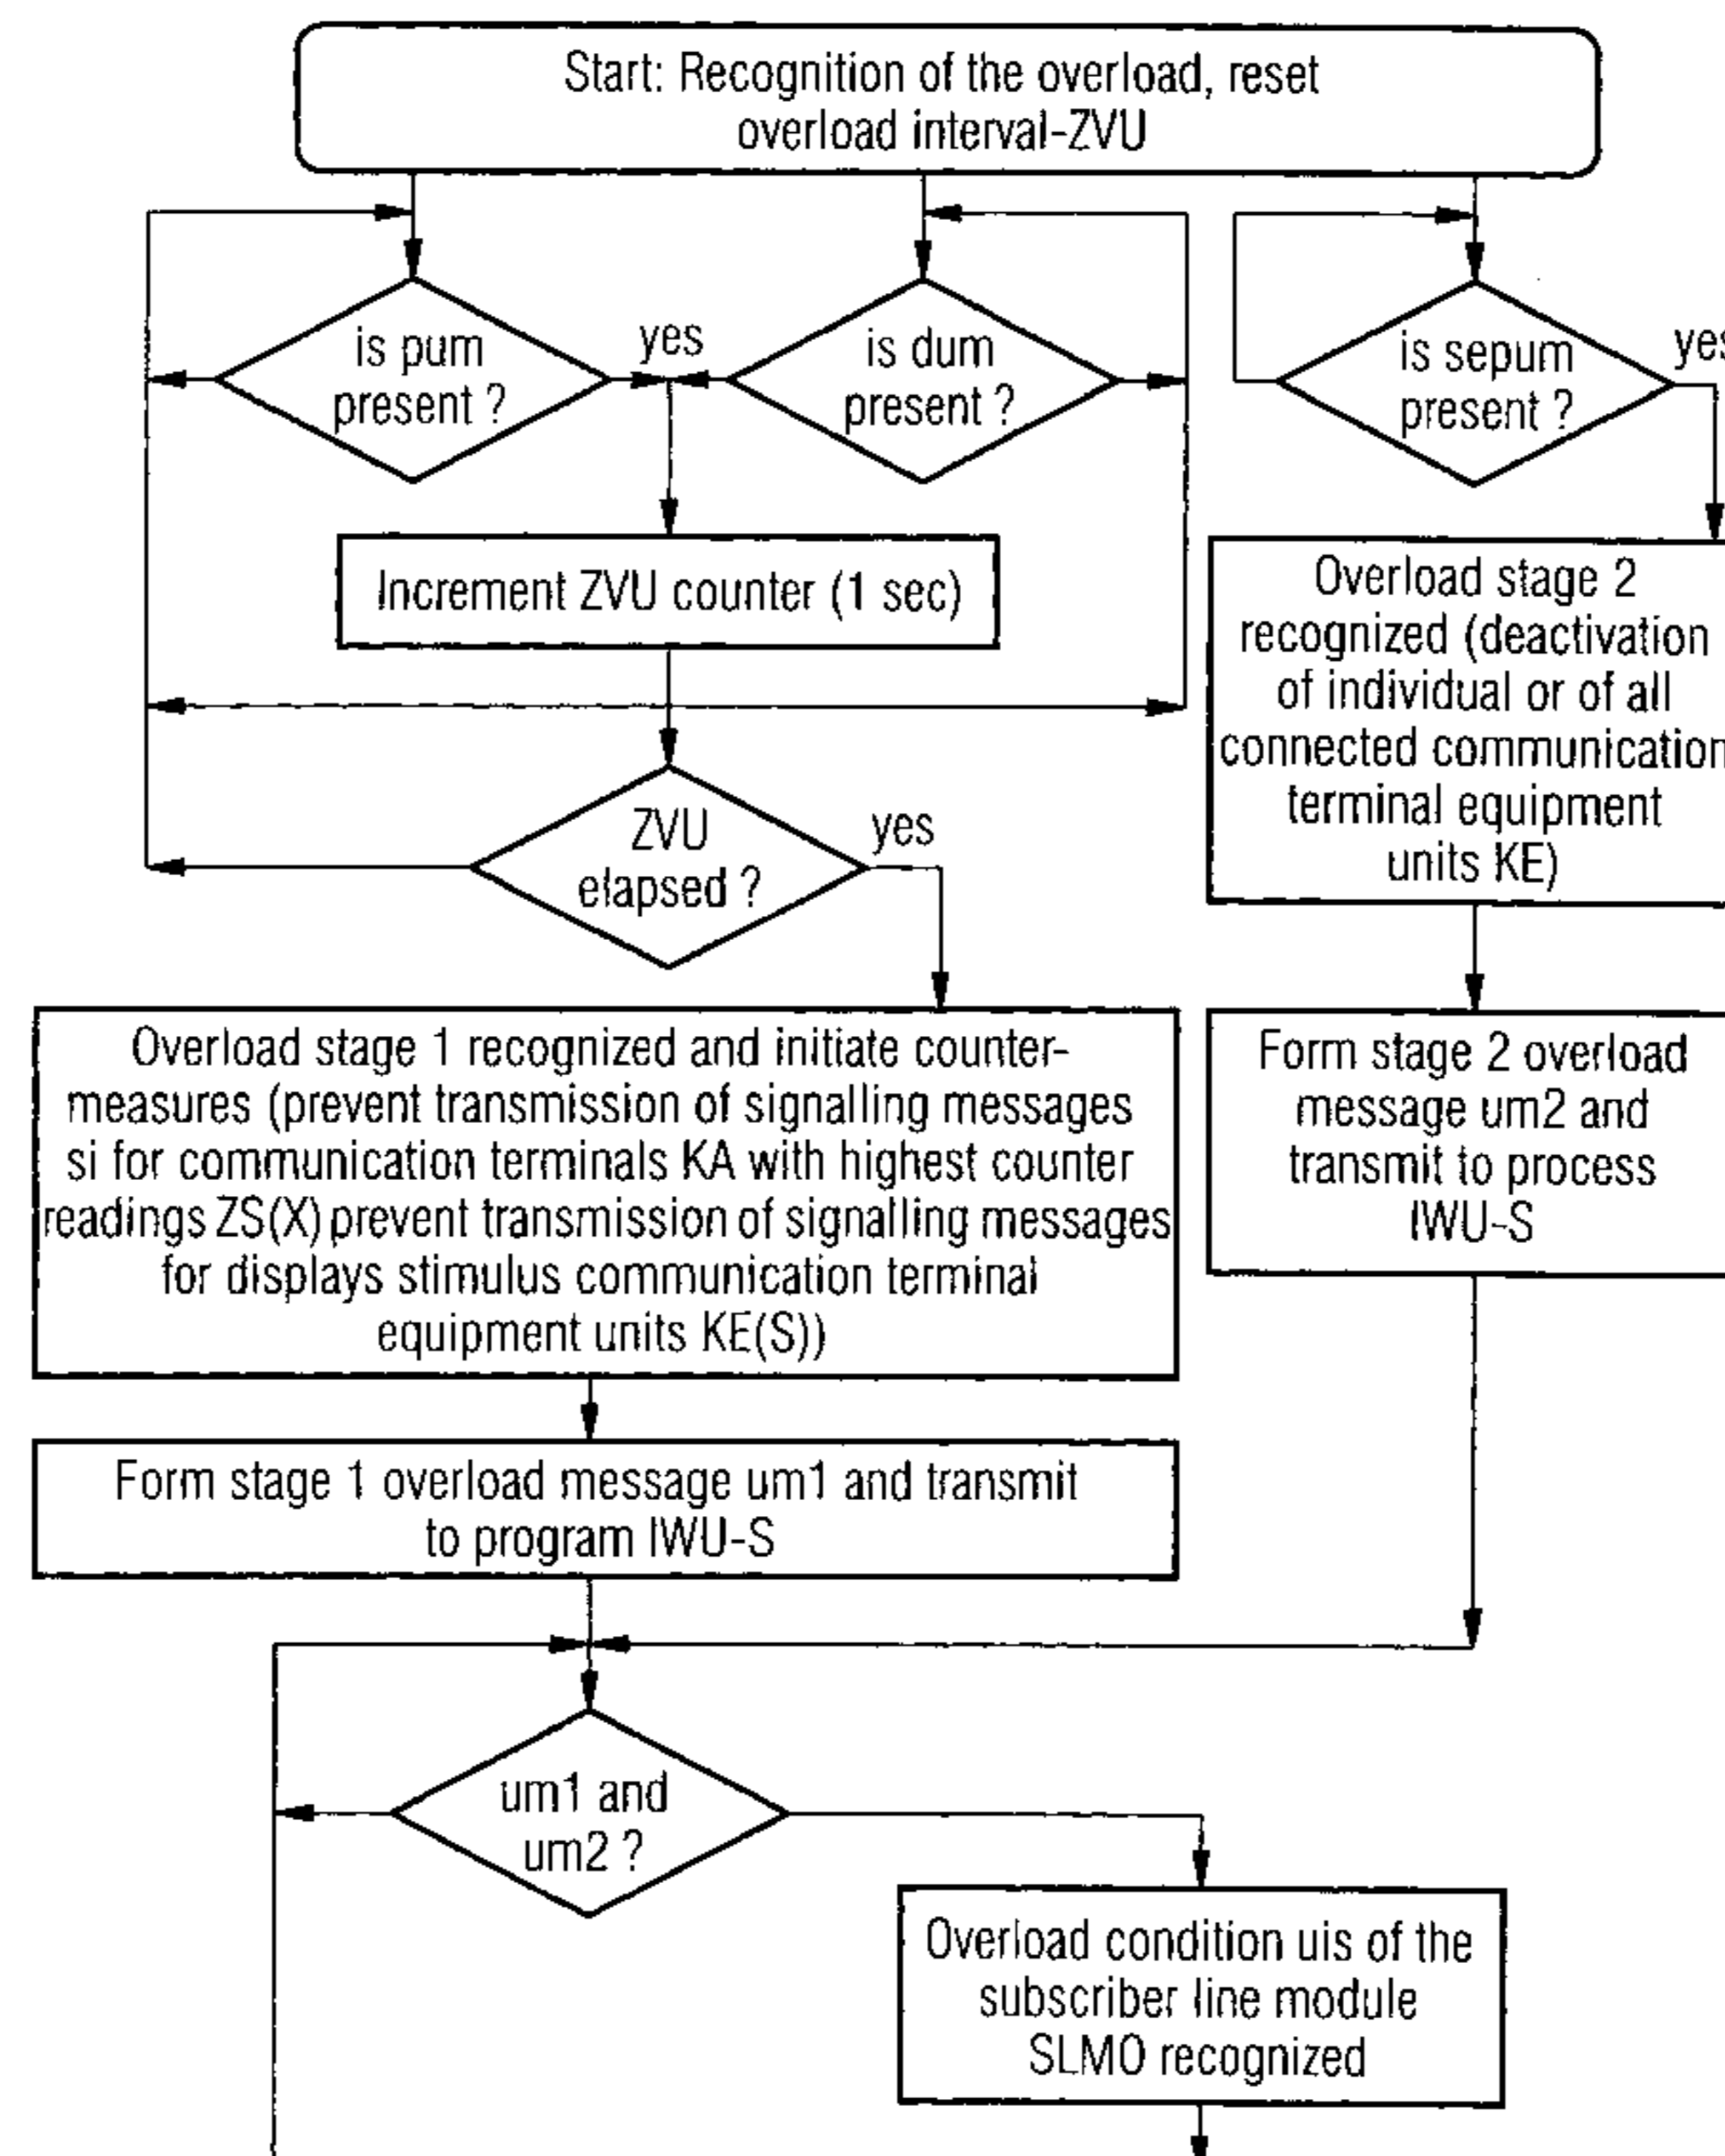 Start: Recognition of the overload, reset
overload interval-ZVU
is pum
present ?
yes
is dum
present ?
is sepum
present ?
yes
Increment ZVU counter (1 sec)
Overload stage 2
recognized (deactivation
of individual or of all
connected communication
terminal equipment
units KE)
ZVU
elapsed ?
yes
Overload stage 1 recognized and initiate counter-
measures (prevent transmission of signalling messages
si for communication terminals KA with highest counter
readings ZS(X) prevent transmission of signalling messages
for displays stimulus communication terminal
equipment units KE(S))
Form stage 2 overload
message um2 and
transmit to process
IWU-S
Form stage 1 overload message um1 and transmit
to program IWU-S
um1 and
um2 ?
Overload condition uis of the
subscriber line module
SLMO recognized